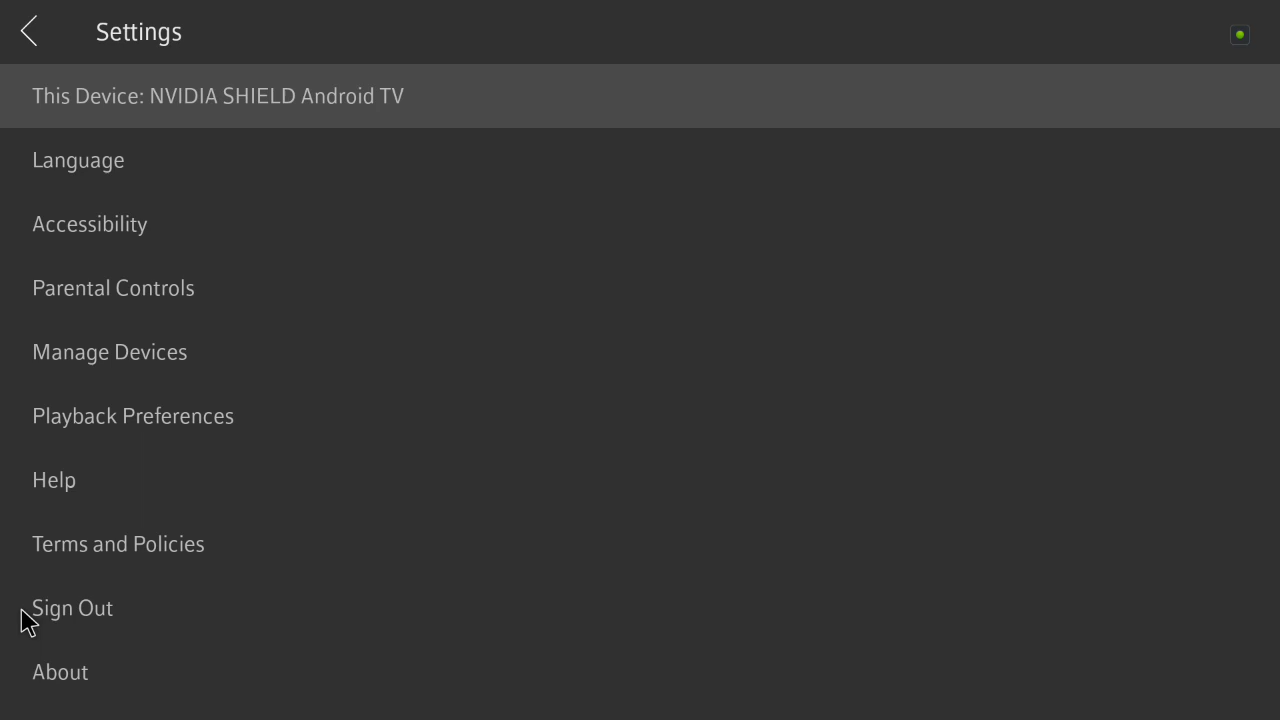 Settings
This Device: NVIDIA SHIELD Android TV
Language
Accessibility
Parental Controls
Manage Devices
Playback Preferences
Help
Terms and Policies
Sign Out
About